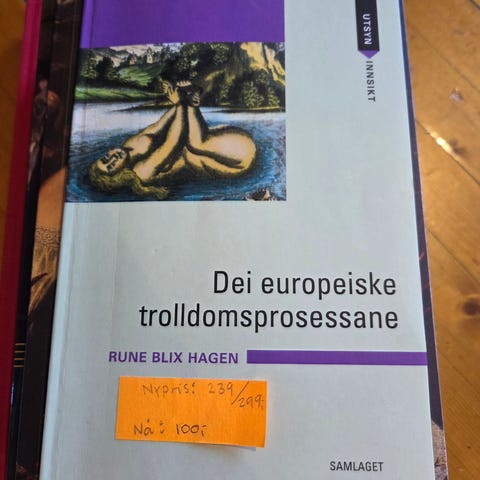 UTSYN
INNSIKT
Dei europeiske
trolldomsprosessane
RUNE BLIX HAGEN
Nypris: 239/299,-
Nå: 100,-
SAMLAGET